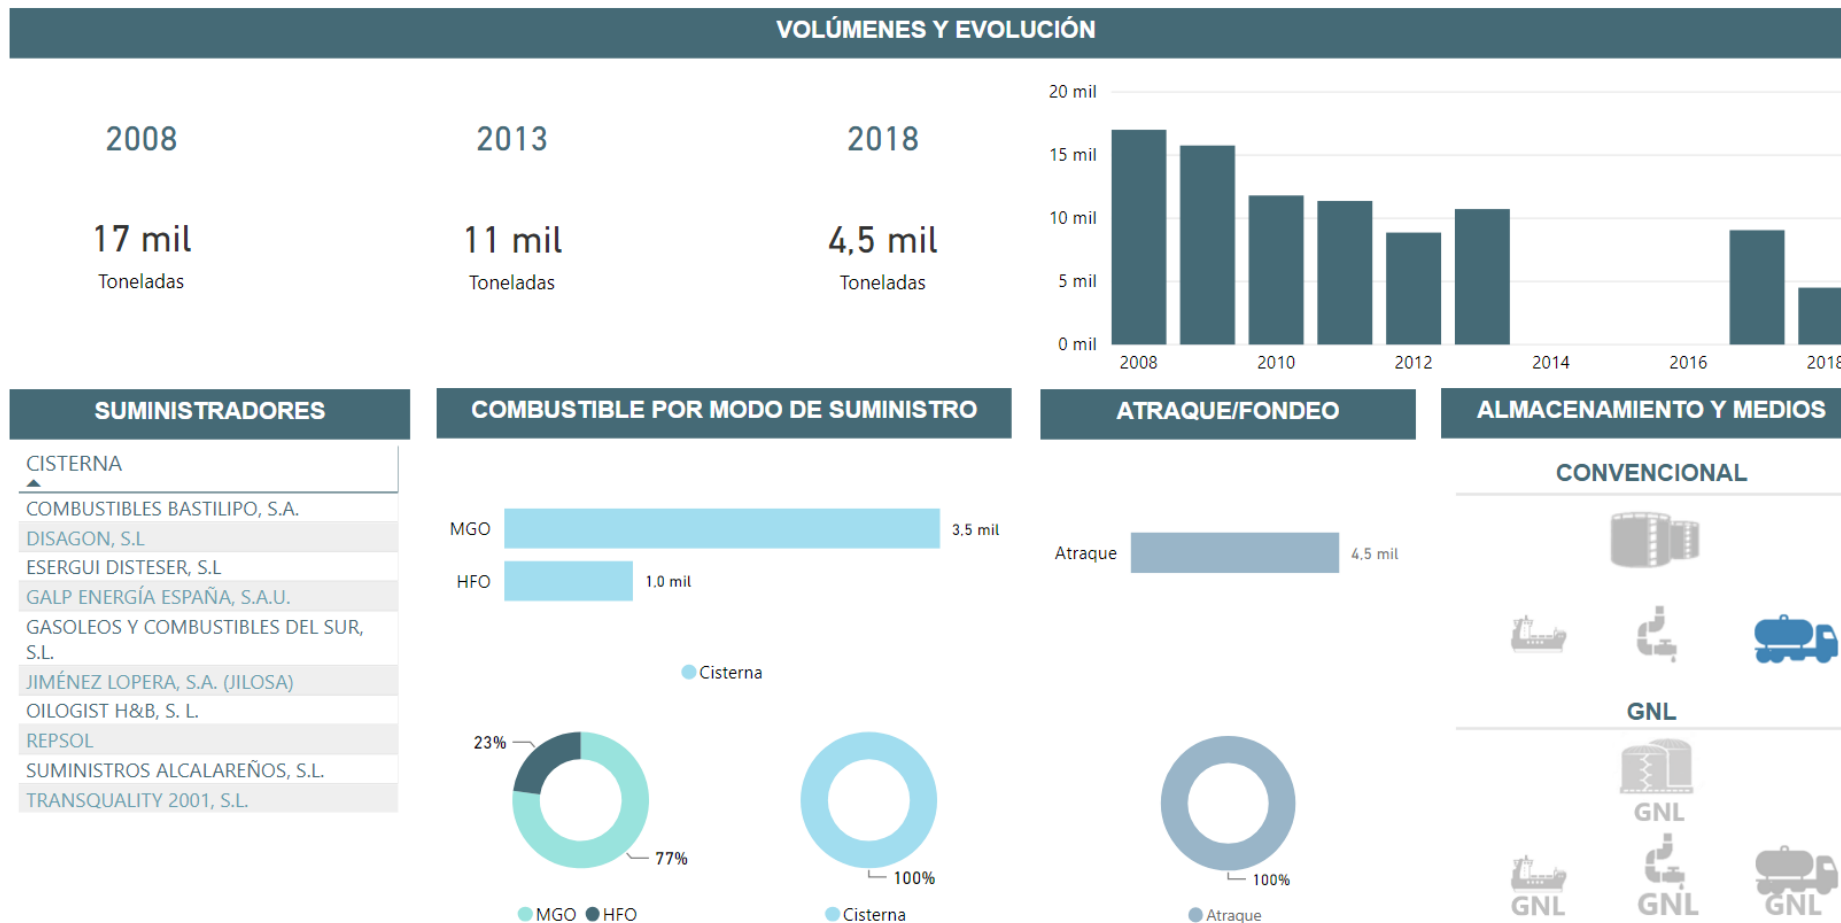 VOLÚMENES Y EVOLUCIÓN
2008
2013
2018
17 mil
11 mil
4,5 mil
Toneladas
Toneladas
Toneladas
20 mil
15 mil
10 mil
5 mil
0 mil
2008
2010
2012
2014
2016
2018
SUMINISTRADORES
CISTERNA
COMBUSTIBLES BASTILIPO, S.A.
DISAGON, S.L
ESERGUI DISTESER, S.L
GALP ENERGÍA ESPAÑA, S.A.U.
GASOLEOS Y COMBUSTIBLES DEL SUR,
S.L.
JIMÉNEZ LOPERA, S.A. (JILOSA)
OILOGIST H&B, S. L.
REPSOL
SUMINISTROS ALCALAREÑOS, S.L.
TRANSQUALITY 2001, S.L.
COMBUSTIBLE POR MODO DE SUMINISTRO
MGO
3,5 mil
HFO
1,0 mil
Cisterna
23%
77%
MGO HFO
100%
Cisterna
ATRAQUE/FONDEO
Atraque
4,5 mil
100%
Atraque
ALMACENAMIENTO Y MEDIOS
CONVENCIONAL
GNL
GNL
GNL
GNL
GNL